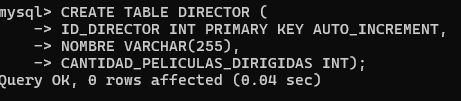 mysql> CREATE TABLE DIRECTOR (
    -> ID_DIRECTOR INT PRIMARY KEY AUTO_INCREMENT,
    -> NOMBRE VARCHAR(255),
    -> CANTIDAD_PELICULAS_DIRIGIDAS INT);
Query OK, 0 rows affected (0.04 sec)